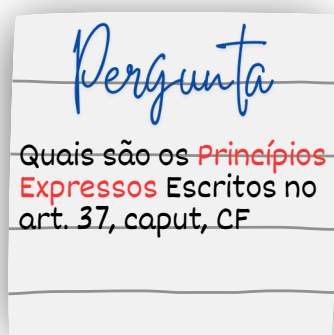 Pergunta
Quais são os Princípios
Expressos Escritos no
art. 37, caput, CF